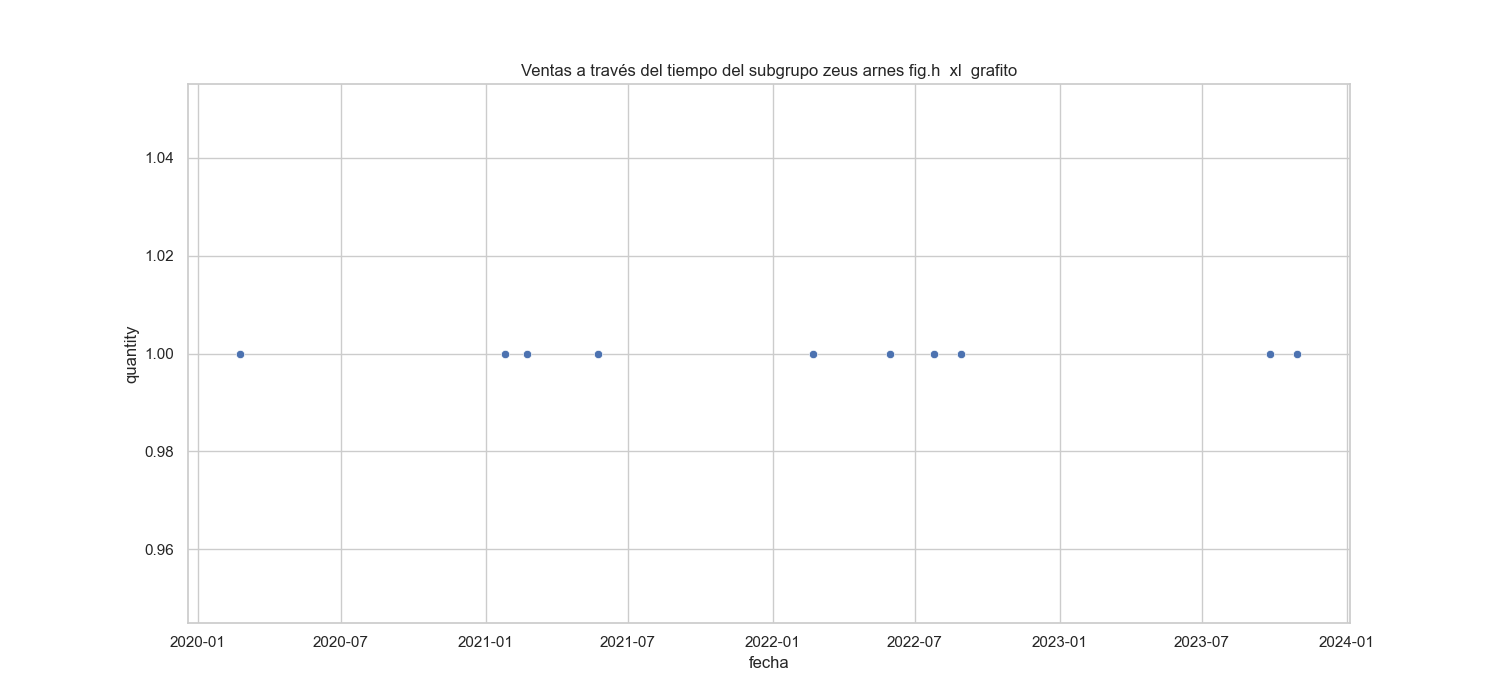 Ventas a través del tiempo del subgrupo zeus arnes fig.h  xl  grafito
1.04
1.02
1.00
0.98
0.96
quantity
2020-01 2020-07 2021-01 2021-07 2022-01 2022-07 2023-01 2023-07 2024-01
fecha